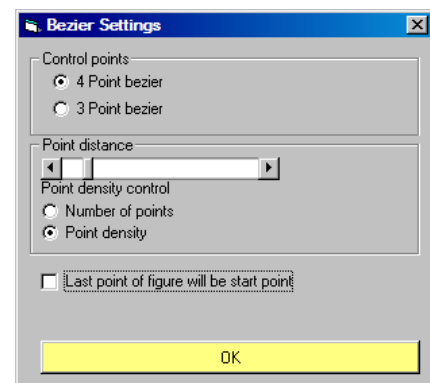 Bezier Settings
Control points
4 Point bezier
3 Point bezier
Point distance
Point density control
Number of points
Point density
Last point of figure will be start point
OK